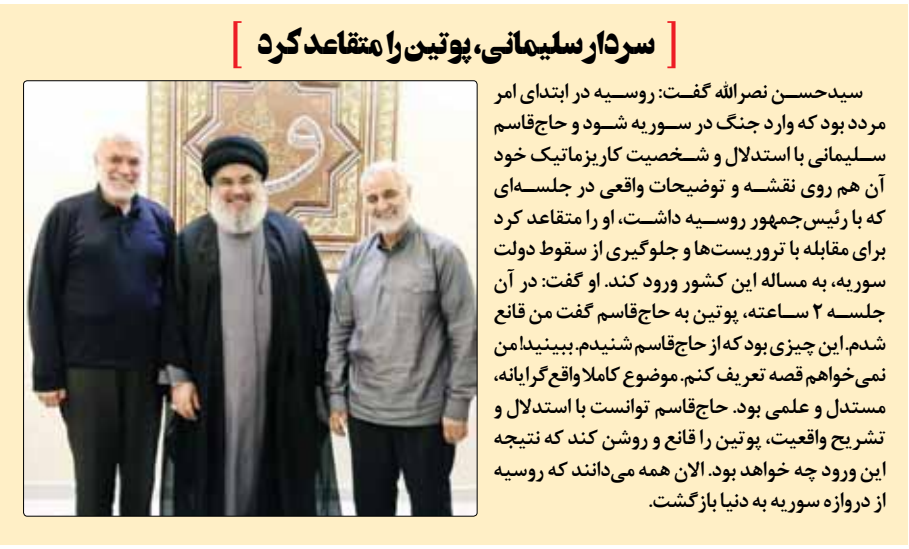 [ سردار سلیمانی، پوتین را متقاعد کرد ]
سیدحسن نصرالله گفت: روسیه در ابتدای امر
مردد بود که وارد جنگ در سوریه شود و حاج‌قاسم
سلیمانی با استدلال و شخصیت کاریزماتیک خود
آن هم روی نقشه و توضیحات واقعی در جلسه‌ای
که با رئیس‌جمهور روسیه داشت، او را متقاعد کرد
برای مقابله با تروریست‌ها و جلوگیری از سقوط دولت
سوریه، به مساله این کشور ورود کند. او گفت: در آن
جلسه ۲ ساعته، پوتین به حاج‌قاسم گفت من قانع
شدم. این چیزی بود که از حاج‌قاسم شنیدم. ببینید! من
نمی‌خواهم قصه تعریف کنم. موضوع کاملا واقع‌گرایانه،
مستدل و علمی بود. حاج‌قاسم توانست با استدلال و
تشریح واقعیت، پوتین را قانع و روشن کند که نتیجه
این ورود چه خواهد بود. الان همه می‌دانند که روسیه
از دروازه سوریه به دنیا بازگشت.
و